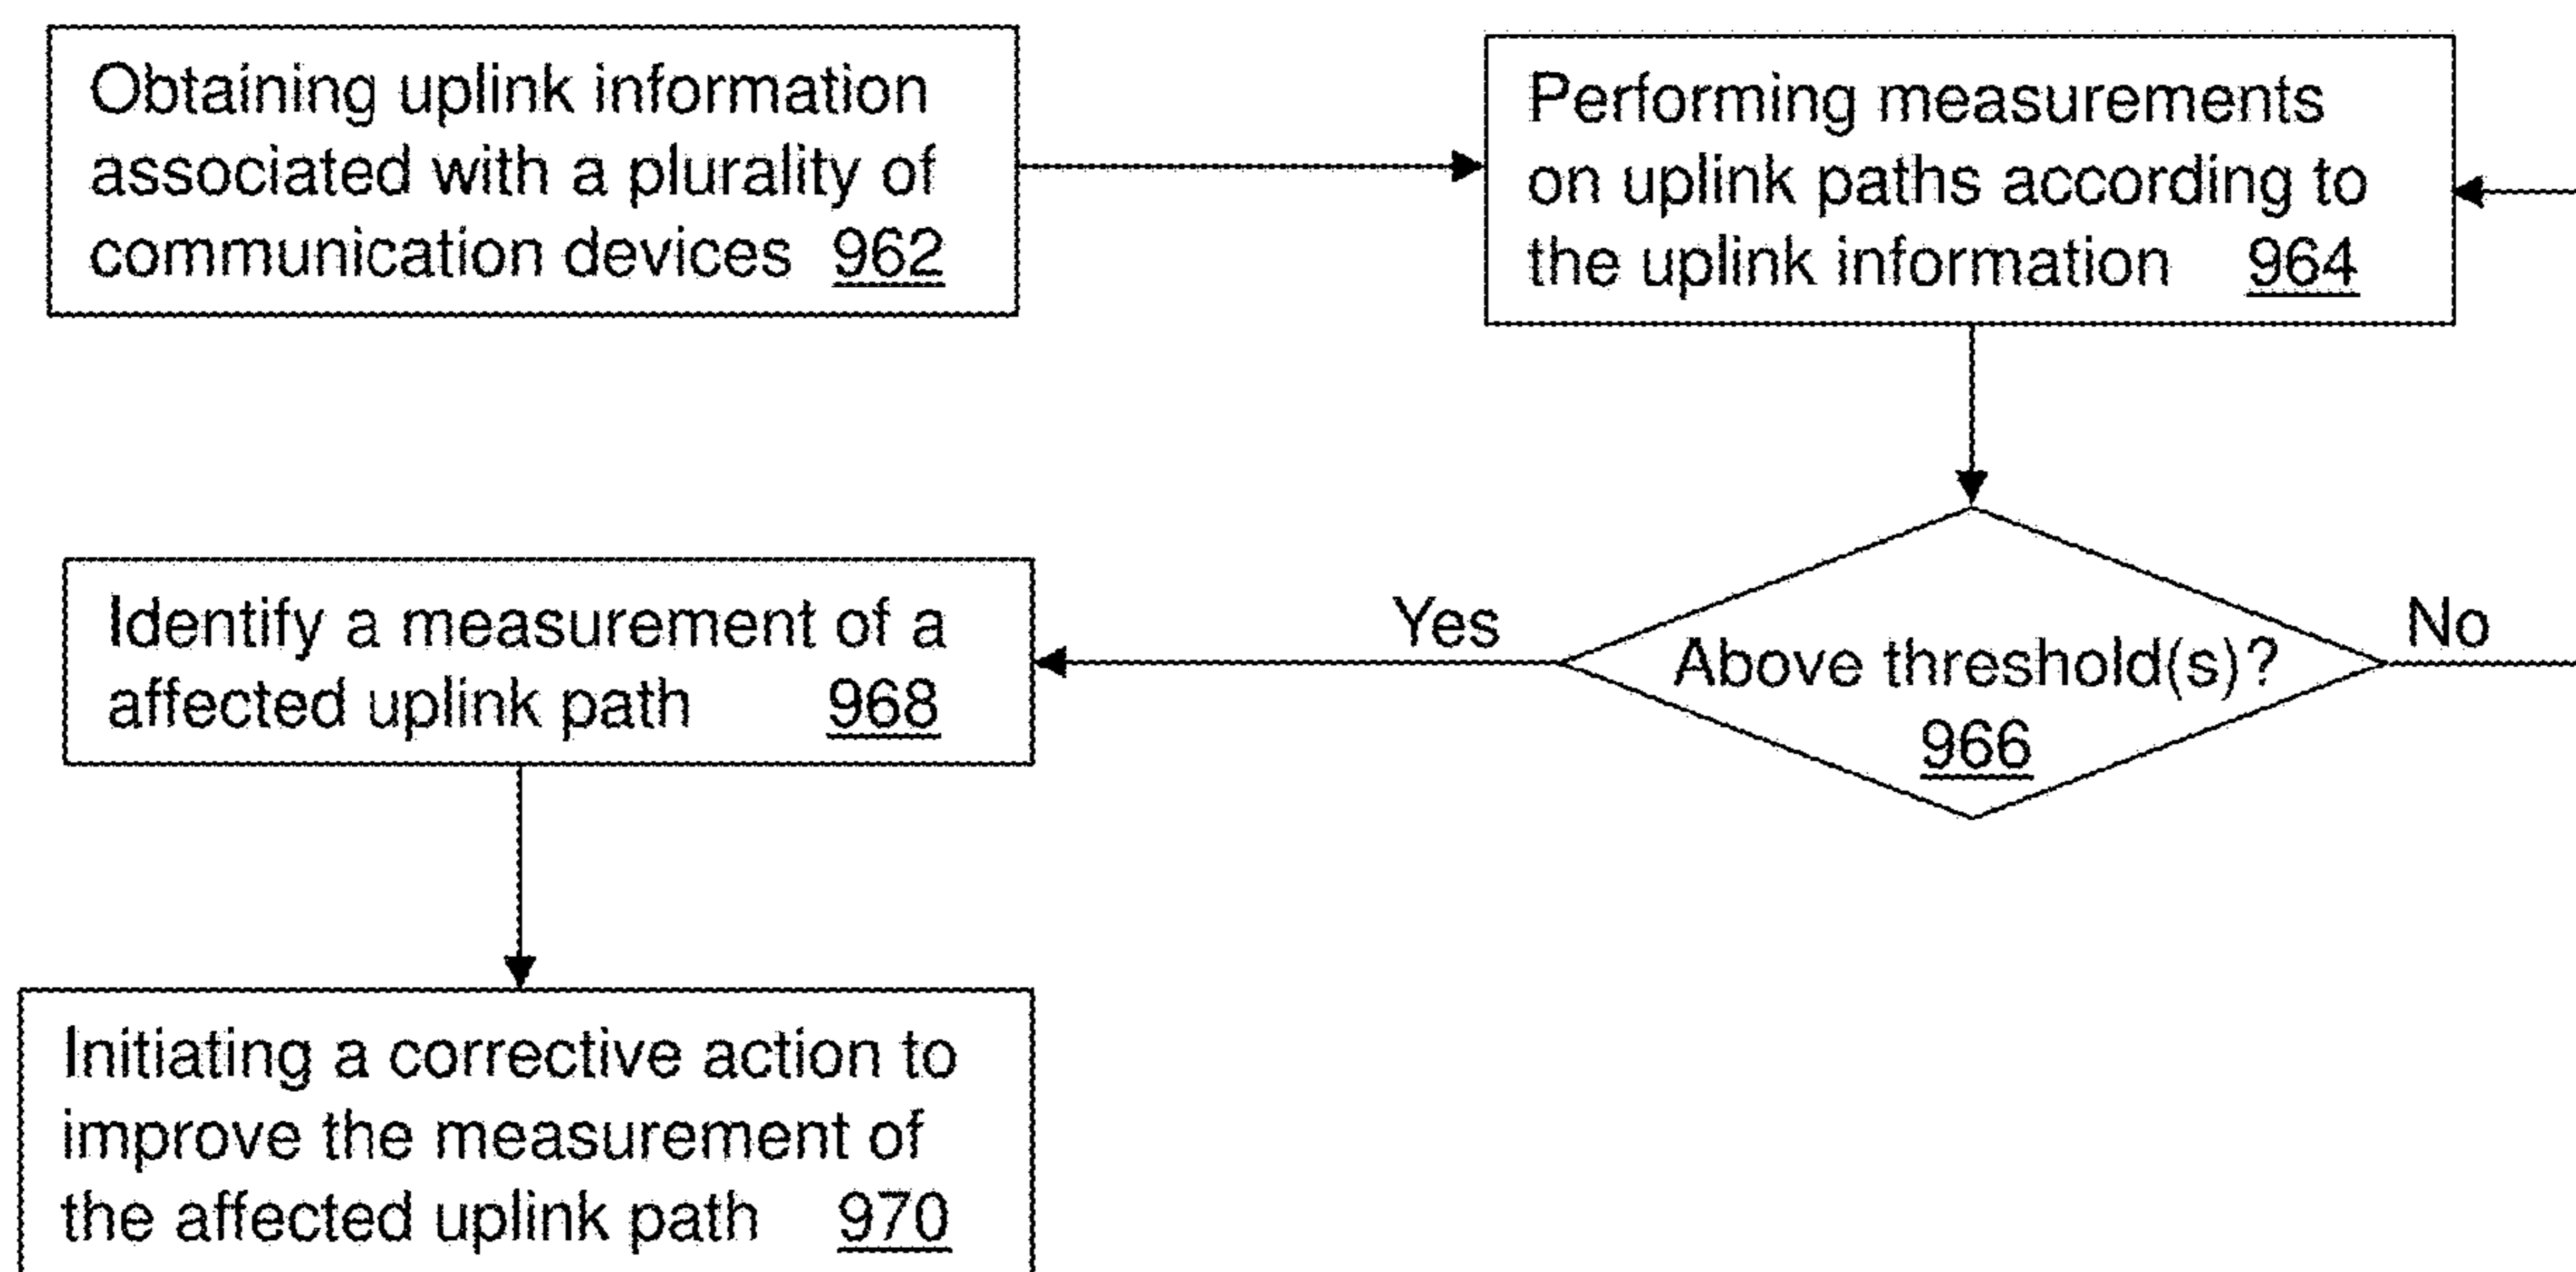 Obtaining uplink information
associated with a plurality of
communication devices 962
Performing measurements
on uplink paths according to
the uplink information 964
Above threshold(s)?
966
Yes
No
Identify a measurement of a
affected uplink path 968
Initiating a corrective action to
improve the measurement of
the affected uplink path 970